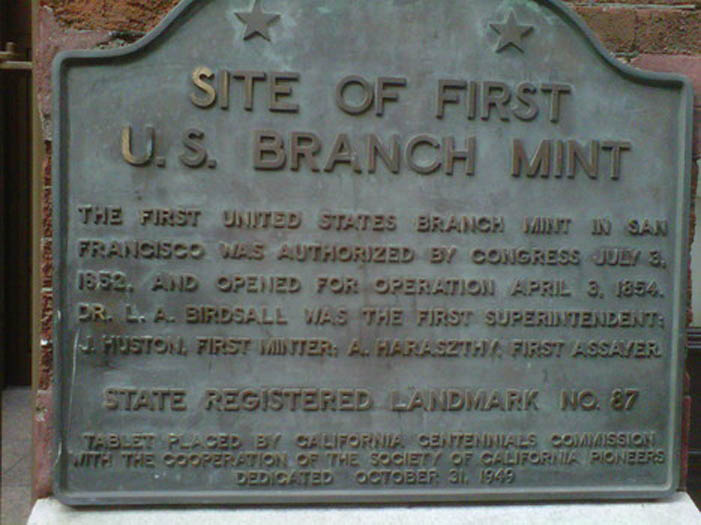 SITE OF FIRST
U.S. BRANCH MINT
THE FIRST UNITED STATES BRANCH MINT IN SAN
FRANCISCO WAS AUTHORIZED BY CONGRESS JULY 3,
1852, AND OPENED FOR OPERATION APRIL 3, 1854.
DR. L. A. BIRDSALL WAS THE FIRST SUPERINTENDENT;
J. HUSTON, FIRST MINTER; A. HARASZTHY, FIRST ASSAYER.
STATE REGISTERED LANDMARK NO. 87
TABLET PLACED BY CALIFORNIA CENTENNIALS COMMISSION
WITH THE COOPERATION OF THE SOCIETY OF CALIFORNIA PIONEERS
DEDICATED OCTOBER 31, 1949